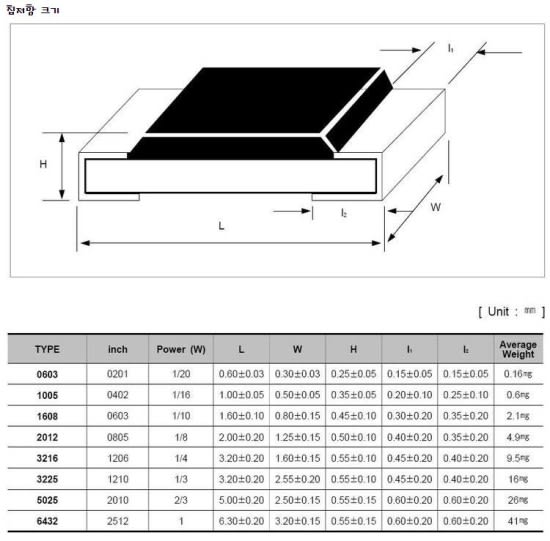 칩저항 크기
l₁
H
W
l₂
L
[ Unit : ㎜ ]
TYPE inch Power (W) L W H l₁ l₂ Average Weight
0603 0201 1/20 0.60±0.03 0.30±0.03 0.25±0.05 0.15±0.05 0.15±0.05 0.16㎎
1005 0402 1/16 1.00±0.05 0.50±0.05 0.35±0.05 0.20±0.10 0.25±0.10 0.6㎎
1608 0603 1/10 1.60±0.10 0.80±0.15 0.45±0.10 0.30±0.20 0.35±0.20 2.1㎎
2012 0805 1/8 2.00±0.20 1.25±0.15 0.50±0.10 0.40±0.20 0.35±0.20 4.9㎎
3216 1206 1/4 3.20±0.20 1.60±0.15 0.55±0.10 0.45±0.20 0.40±0.20 9.5㎎
3225 1210 1/3 3.20±0.20 2.55±0.20 0.55±0.10 0.45±0.20 0.40±0.20 16㎎
5025 2010 2/3 5.00±0.20 2.50±0.15 0.55±0.15 0.60±0.20 0.60±0.20 26㎎
6432 2512 1 6.30±0.20 3.20±0.15 0.55±0.15 0.60±0.20 0.60±0.20 41㎎